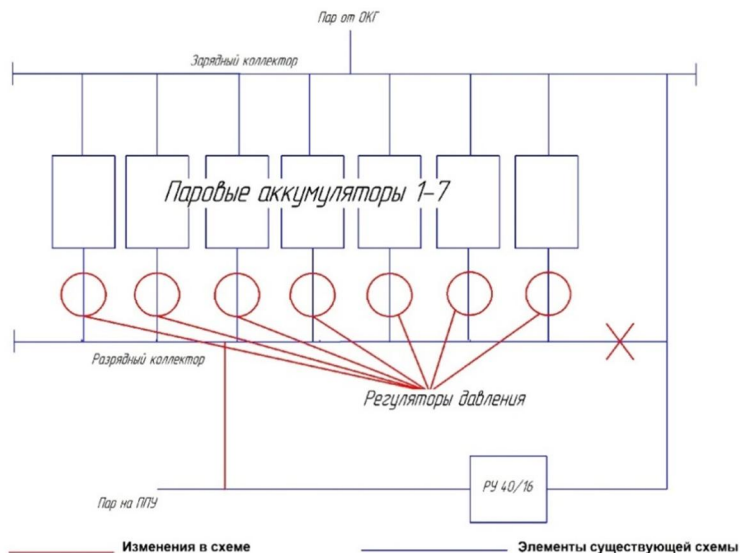 Пар от ОКГ
Зарядный коллектор
Паровые аккумуляторы 1-7
Разрядный коллектор
Регуляторы давления
РУ 40/16
Пар на ППУ
Изменения в схеме
Элементы существующей схемы